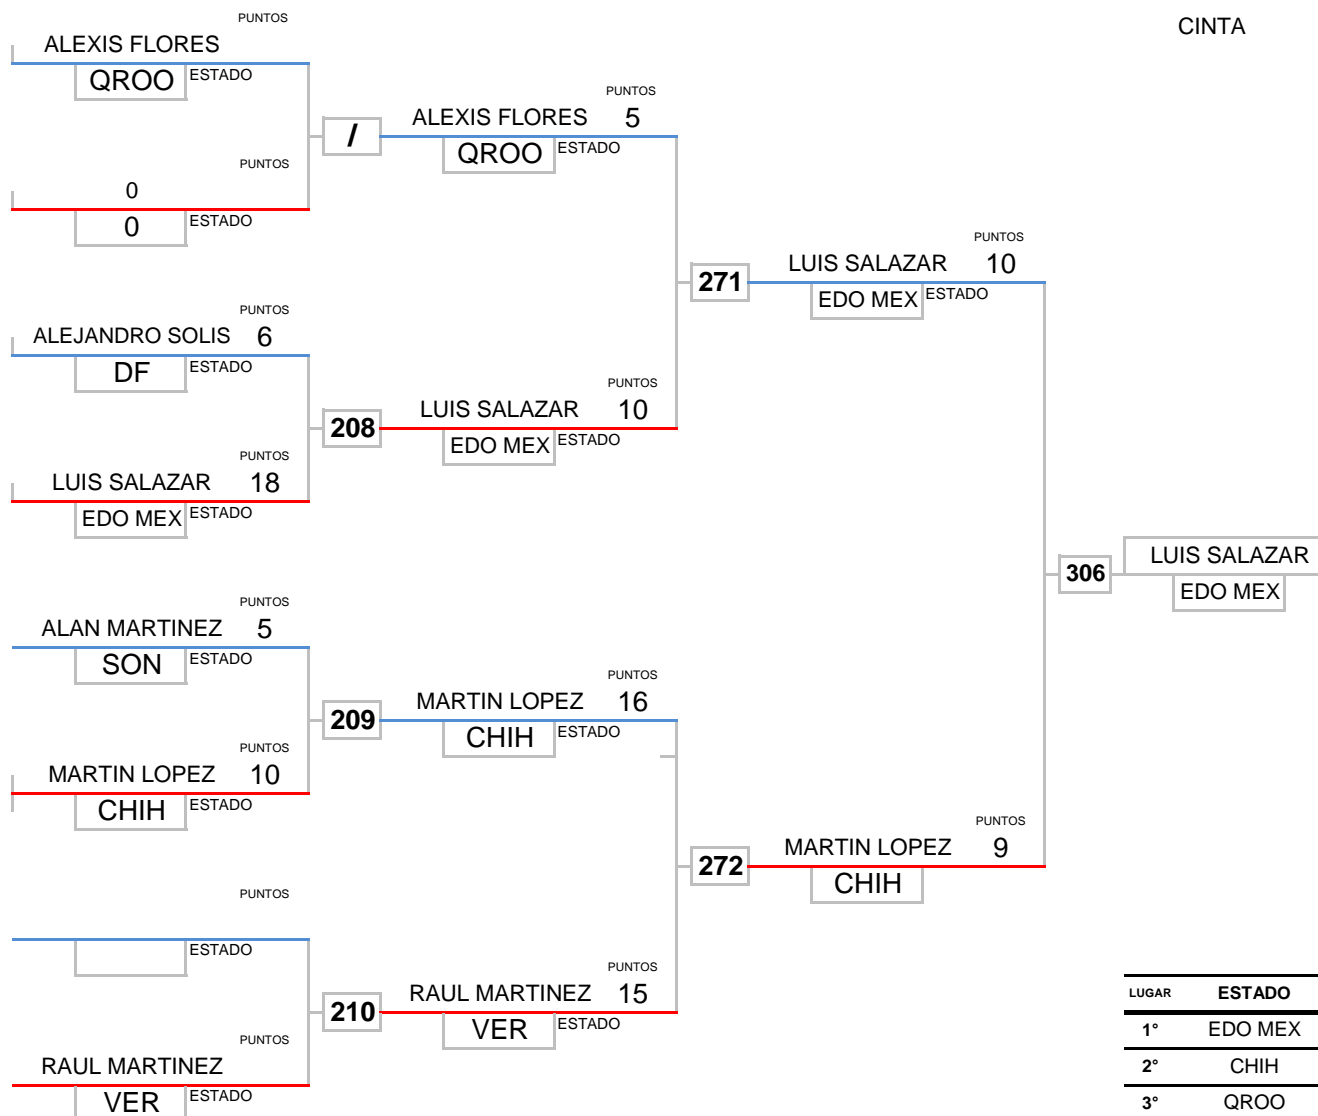 PUNTOS
CINTA
ALEXIS FLORES
QROO ESTADO
PUNTOS
/ ALEXIS FLORES 5
QROO ESTADO
PUNTOS
0
0 ESTADO
PUNTOS
LUIS SALAZAR 10
271
EDO MEX ESTADO
PUNTOS
ALEJANDRO SOLIS 6
DF ESTADO
PUNTOS
LUIS SALAZAR 10
208
EDO MEX ESTADO
PUNTOS
LUIS SALAZAR 18
EDO MEX ESTADO
LUIS SALAZAR
306
EDO MEX
PUNTOS
ALAN MARTINEZ 5
SON ESTADO
PUNTOS
MARTIN LOPEZ 16
209
CHIH ESTADO
PUNTOS
MARTIN LOPEZ 10
CHIH ESTADO
PUNTOS
MARTIN LOPEZ 9
272
CHIH
PUNTOS
ESTADO
PUNTOS
RAUL MARTINEZ 15
210
VER ESTADO
PUNTOS
RAUL MARTINEZ
VER ESTADO
LUGAR ESTADO
1° EDO MEX
2° CHIH
3° QROO